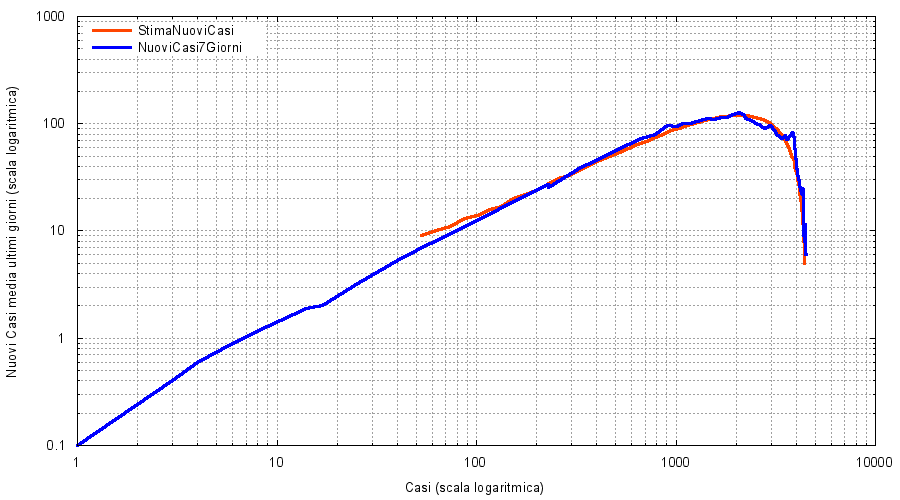 1000
StimaNuoviCasi
NuoviCasi7Giorni
100
10
1
0.1
Nuovi Casi media ultimi giorni (scala logaritmica)
1
10
100
1000
10000
Casi (scala logaritmica)